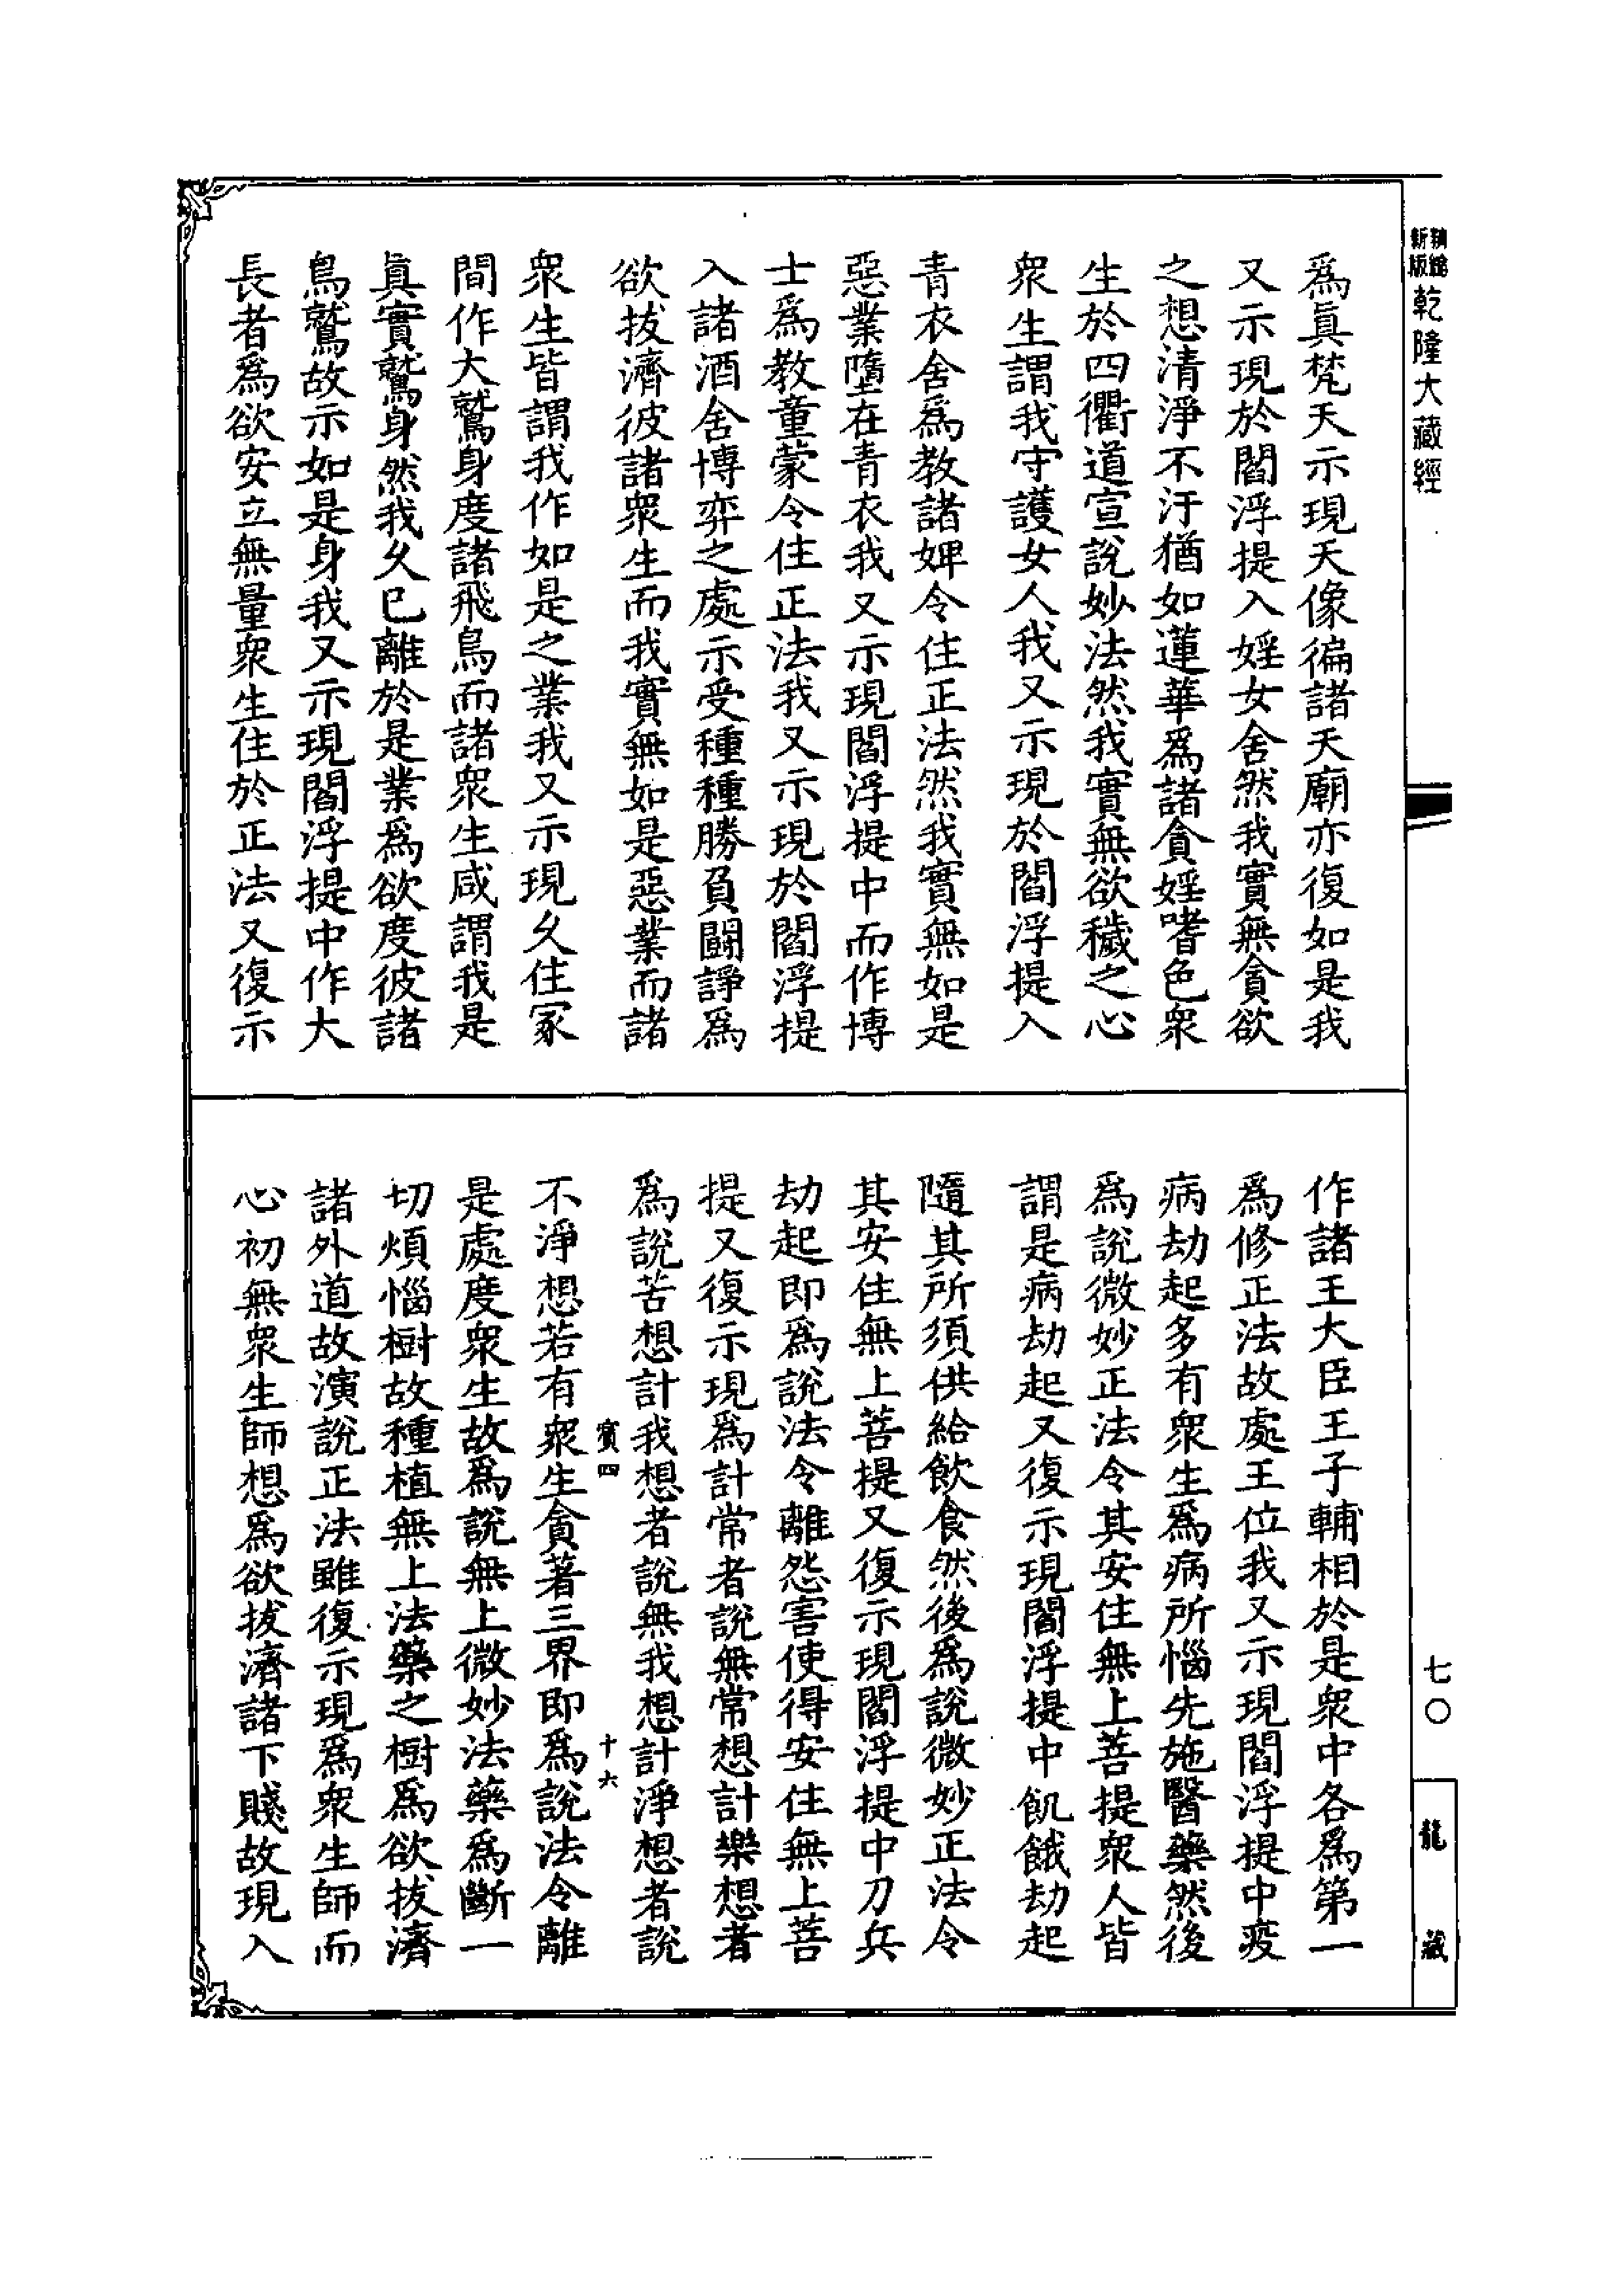 新編
新版
乾隆大藏經
七〇
龍藏
爲眞梵天示現天像徧諸天廟亦復如是我
又示現於閻浮提入婬女舍然我實無貪欲
之想清淨不汙猶如蓮華爲諸貪婬嗜色衆
生於四衢道宣說妙法然我實無欲穢之心
衆生謂我守護女人我又示現於閻浮提入
青衣舍爲教諸婢令住正法然我實無如是
惡業墮在青衣我又示現閻浮提中而作博
士爲教童蒙令住正法我又示現於閻浮提
入諸酒舍博弈之處示受種種勝負鬪諍爲
欲拔濟彼諸衆生而我實無如是惡業而諸
衆生皆謂我作如是之業我又示現久住冢
間作大鷲身度諸飛鳥而諸衆生咸謂我是
眞實鷲身然我久已離於是業爲欲度彼諸
鳥鷲故示如是身我又示現閻浮提中作大
長者爲欲安立無量衆生住於正法又復示
作諸王大臣王子輔相於是衆中各爲第一
爲修正法故處王位我又示現閻浮提中疫
病劫起多有衆生爲病所惱先施醫藥然後
爲說微妙正法令其安住無上菩提衆人皆
謂是病劫起又復示現閻浮提中飢餓劫起
隨其所須供給飲食然後爲說微妙正法令
其安住無上菩提又復示現閻浮提中刀兵
劫起即爲說法令離怨害使得安住無上菩
提又復示現爲計常者說無常想計樂想者
爲說苦想計我想者說無我想計淨想者說
賓四 十六
不淨想若有衆生貪著三界即爲說法令離
是處度衆生故爲說無上微妙法藥爲斷一
切煩惱樹故種植無上法藥之樹爲欲拔濟
諸外道故演說正法雖復示現爲衆生師而
心初無衆生師想爲欲拔濟諸下賤故現入